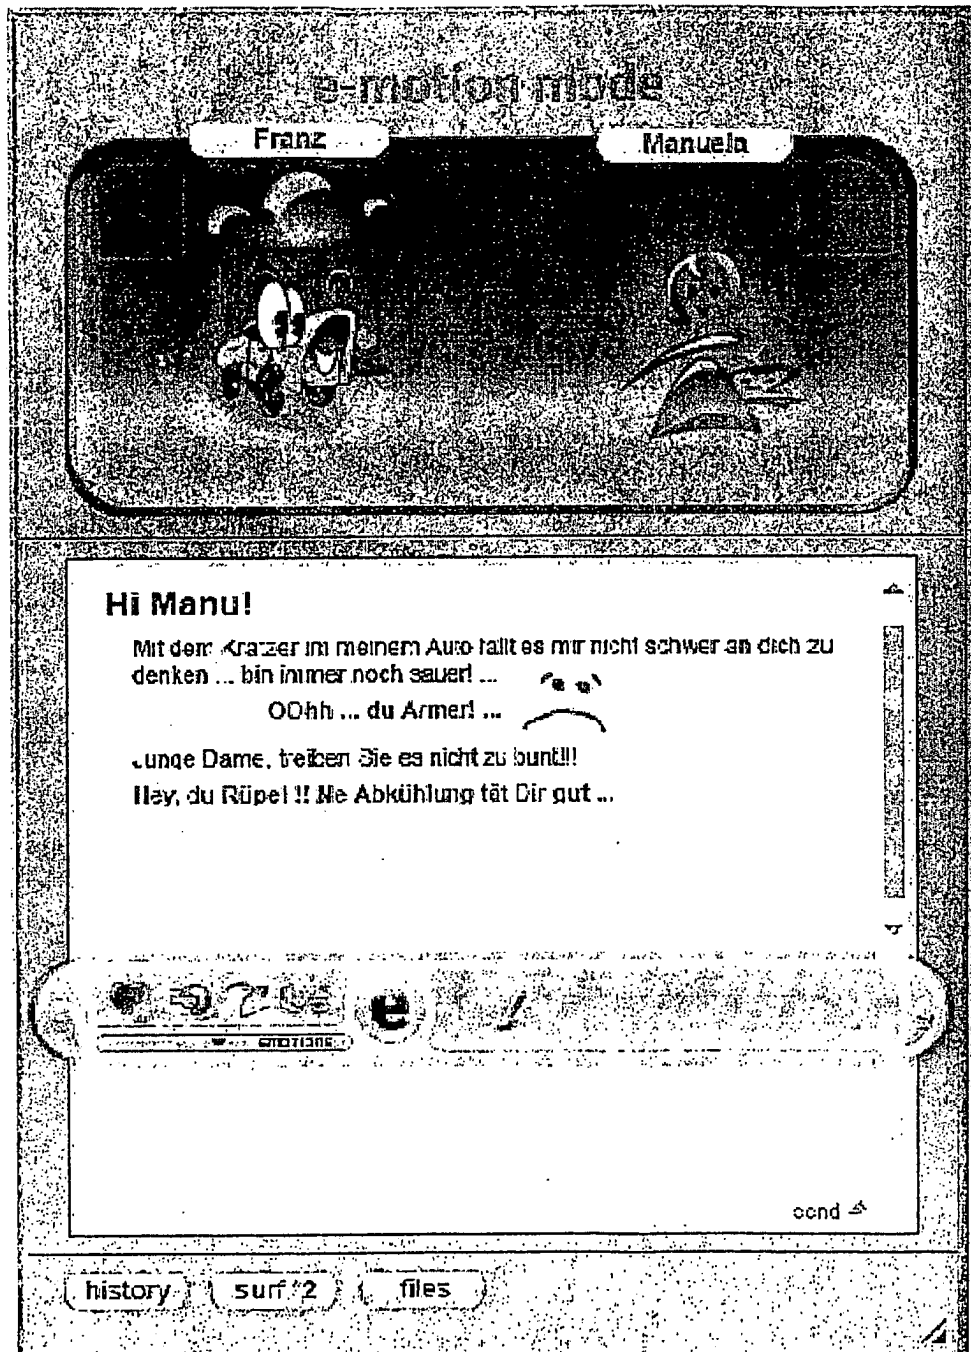 e-motion mode
Franz
Manuela
Hi Manu!
Mit dem Kratzer im meinem Auto fällt es mir nicht schwer an dich zu
denken ... bin immer noch sauer! ...
OOhh ... du Armer! ...
Junge Dame, treiben Sie es nicht zu bunt!!!
Hey, du Rüpel !! Ne Abkühlung tät Dir gut ...
e
emotions
send
history
surf*2
files